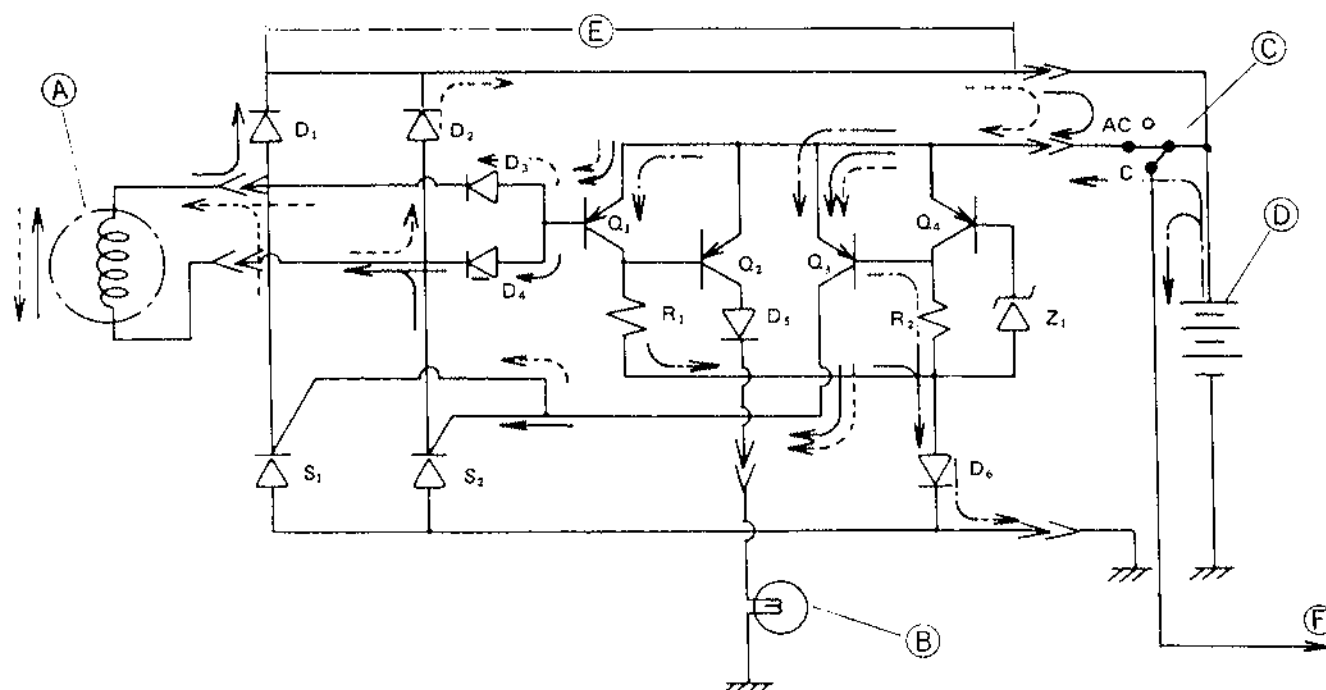 E
A
C
D₁
D₂
AC O
D₃
C
Q₁
Q₄
D
D₄
Q₂
Q₃
R₁
D₅
R₂
Z₁
S₁
S₂
D₆
B
F